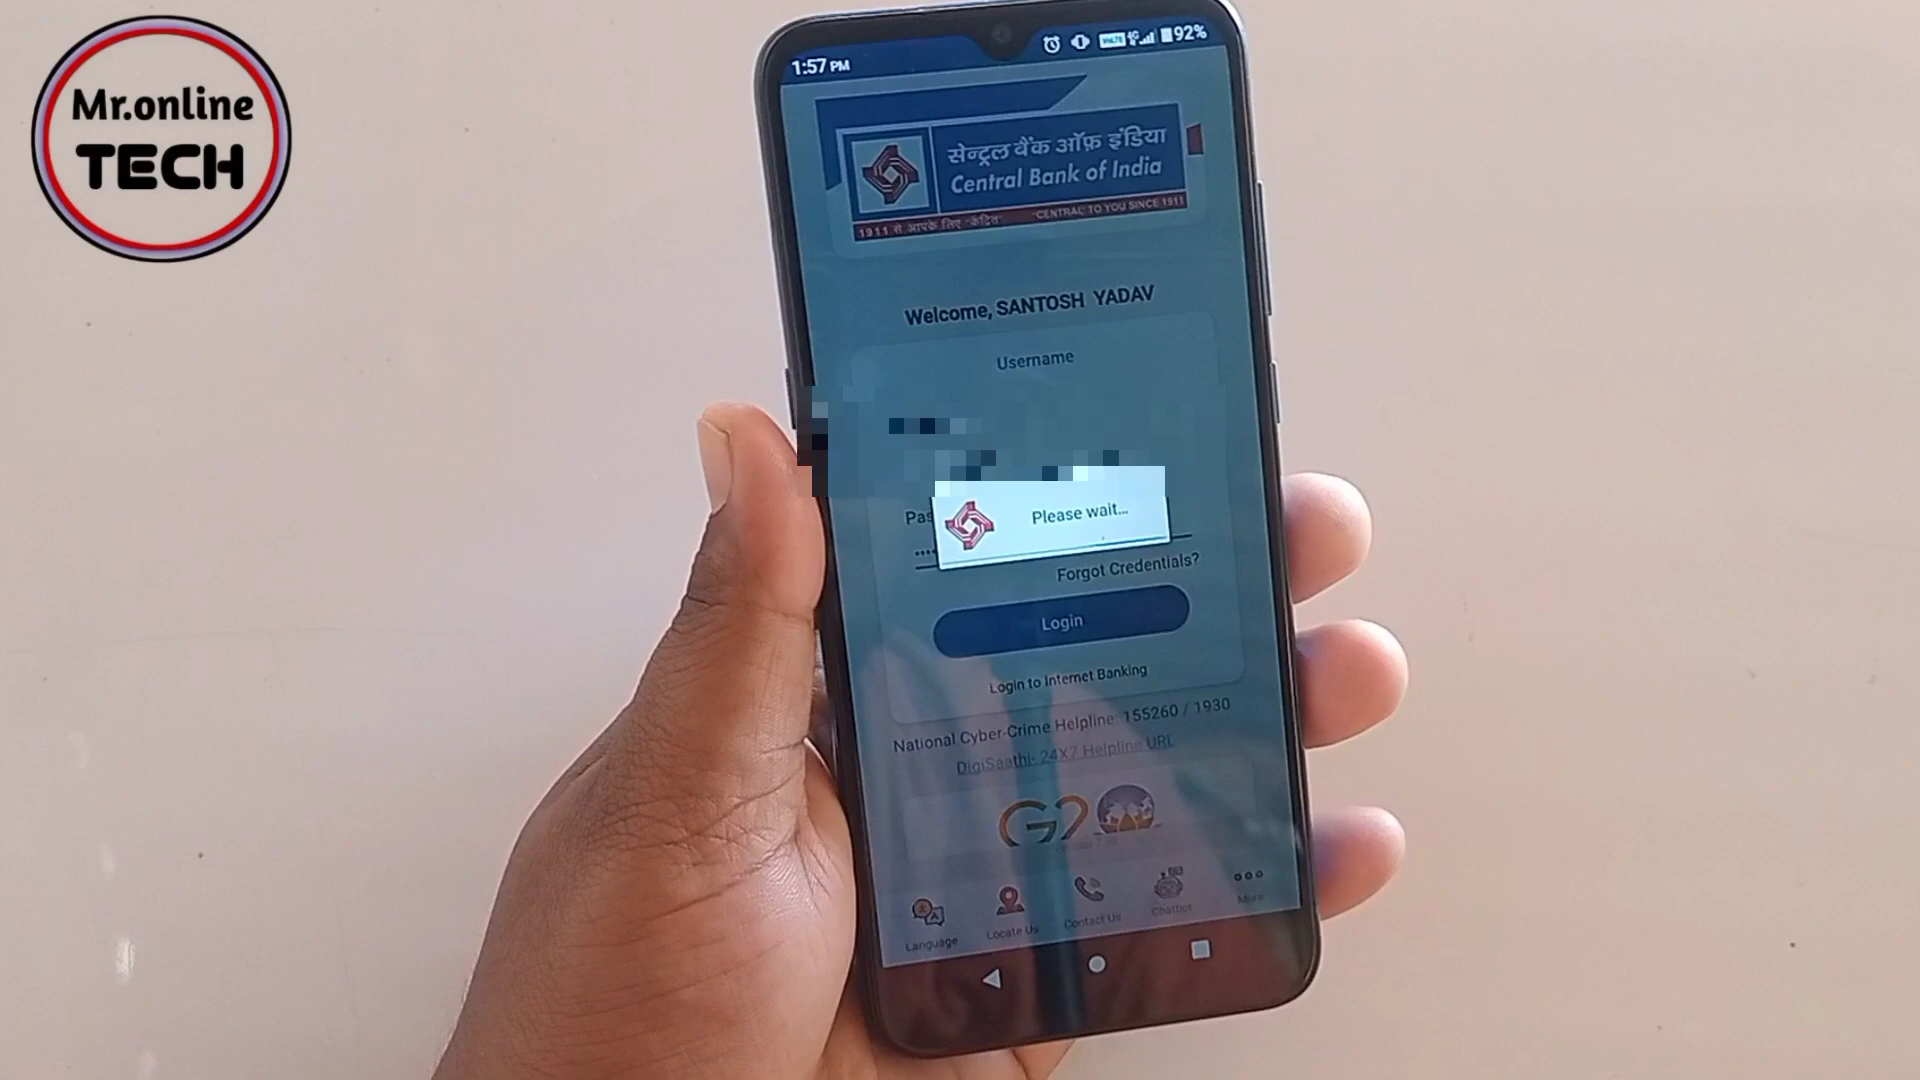 Mr.online
TECH
1:57 PM
92%
सेन्ट्रल बैंक ऑफ़ इंडिया
Central Bank of India
1911 से आपके लिए "केंद्रित" "CENTRAL" TO YOU SINCE 1911
Welcome, SANTOSH YADAV
Username
Pas
Please wait...
Forgot Credentials?
Login
Login to Internet Banking
National Cyber-Crime Helpline: 155260 / 1930
DigiSaathi- 24X7 Helpline URL
G20
Language
Locate Us
Contact Us
Chatbot
More